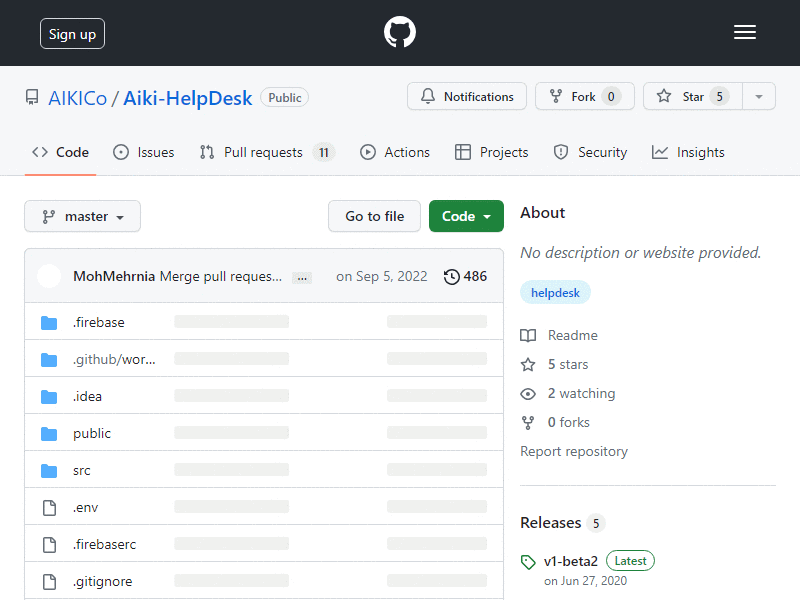 Sign up
AIKICo / Aiki-HelpDesk Public
Notifications Fork 0 Star 5
Code Issues Pull requests 11 Actions Projects Security Insights
master Go to file Code
MohMehrnia Merge pull reques... ... on Sep 5, 2022 486
.firebase
.github/wor...
.idea
public
src
.env
.firebaserc
.gitignore
About
No description or website provided.
helpdesk
Readme
5 stars
2 watching
0 forks
Report repository
Releases 5
v1-beta2 Latest
on Jun 27, 2020